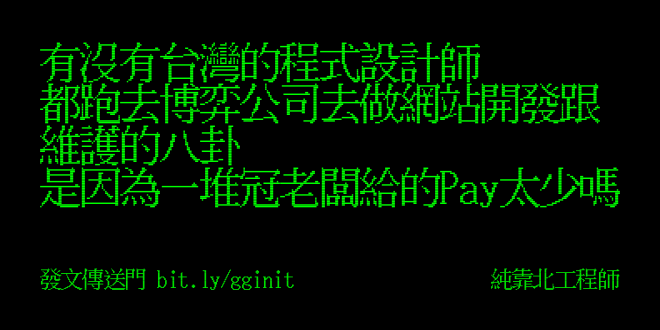 有沒有台灣的程式設計師
都跑去博弈公司去做網站開發跟
維護的八卦
是因為一堆冠老闆給的Pay太少嗎
發文傳送門 bit.ly/gginit
純靠北工程師